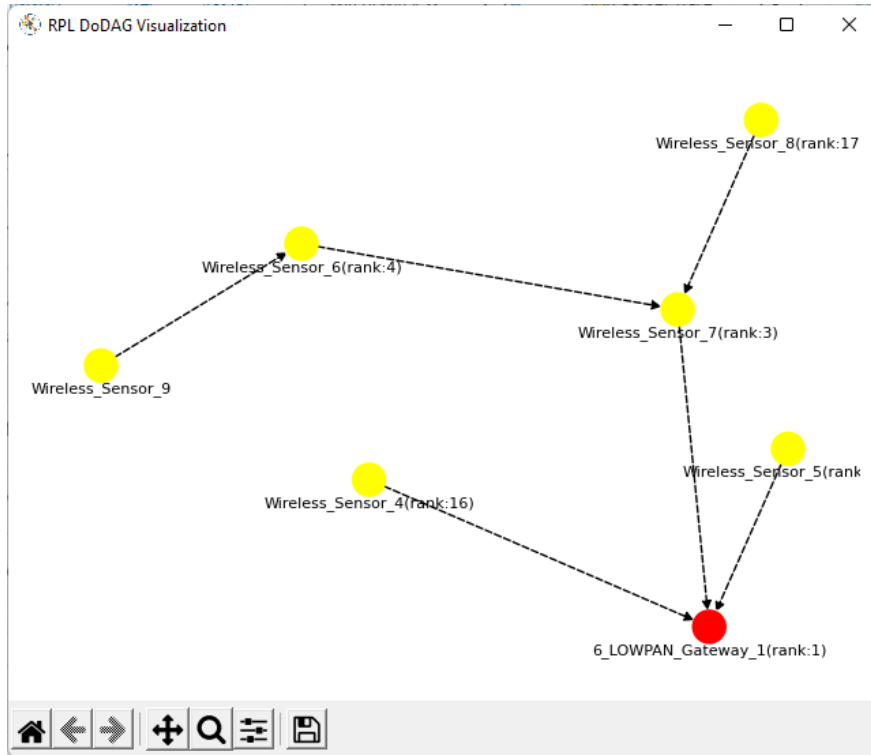 RPL DoDAG Visualization
Wireless_Sensor_8(rank:17
Wireless_Sensor_6(rank:4)
Wireless_Sensor_7(rank:3)
Wireless_Sensor_9
Wireless_Sensor_5(rank
Wireless_Sensor_4(rank:16)
6_LOWPAN_Gateway_1(rank:1)